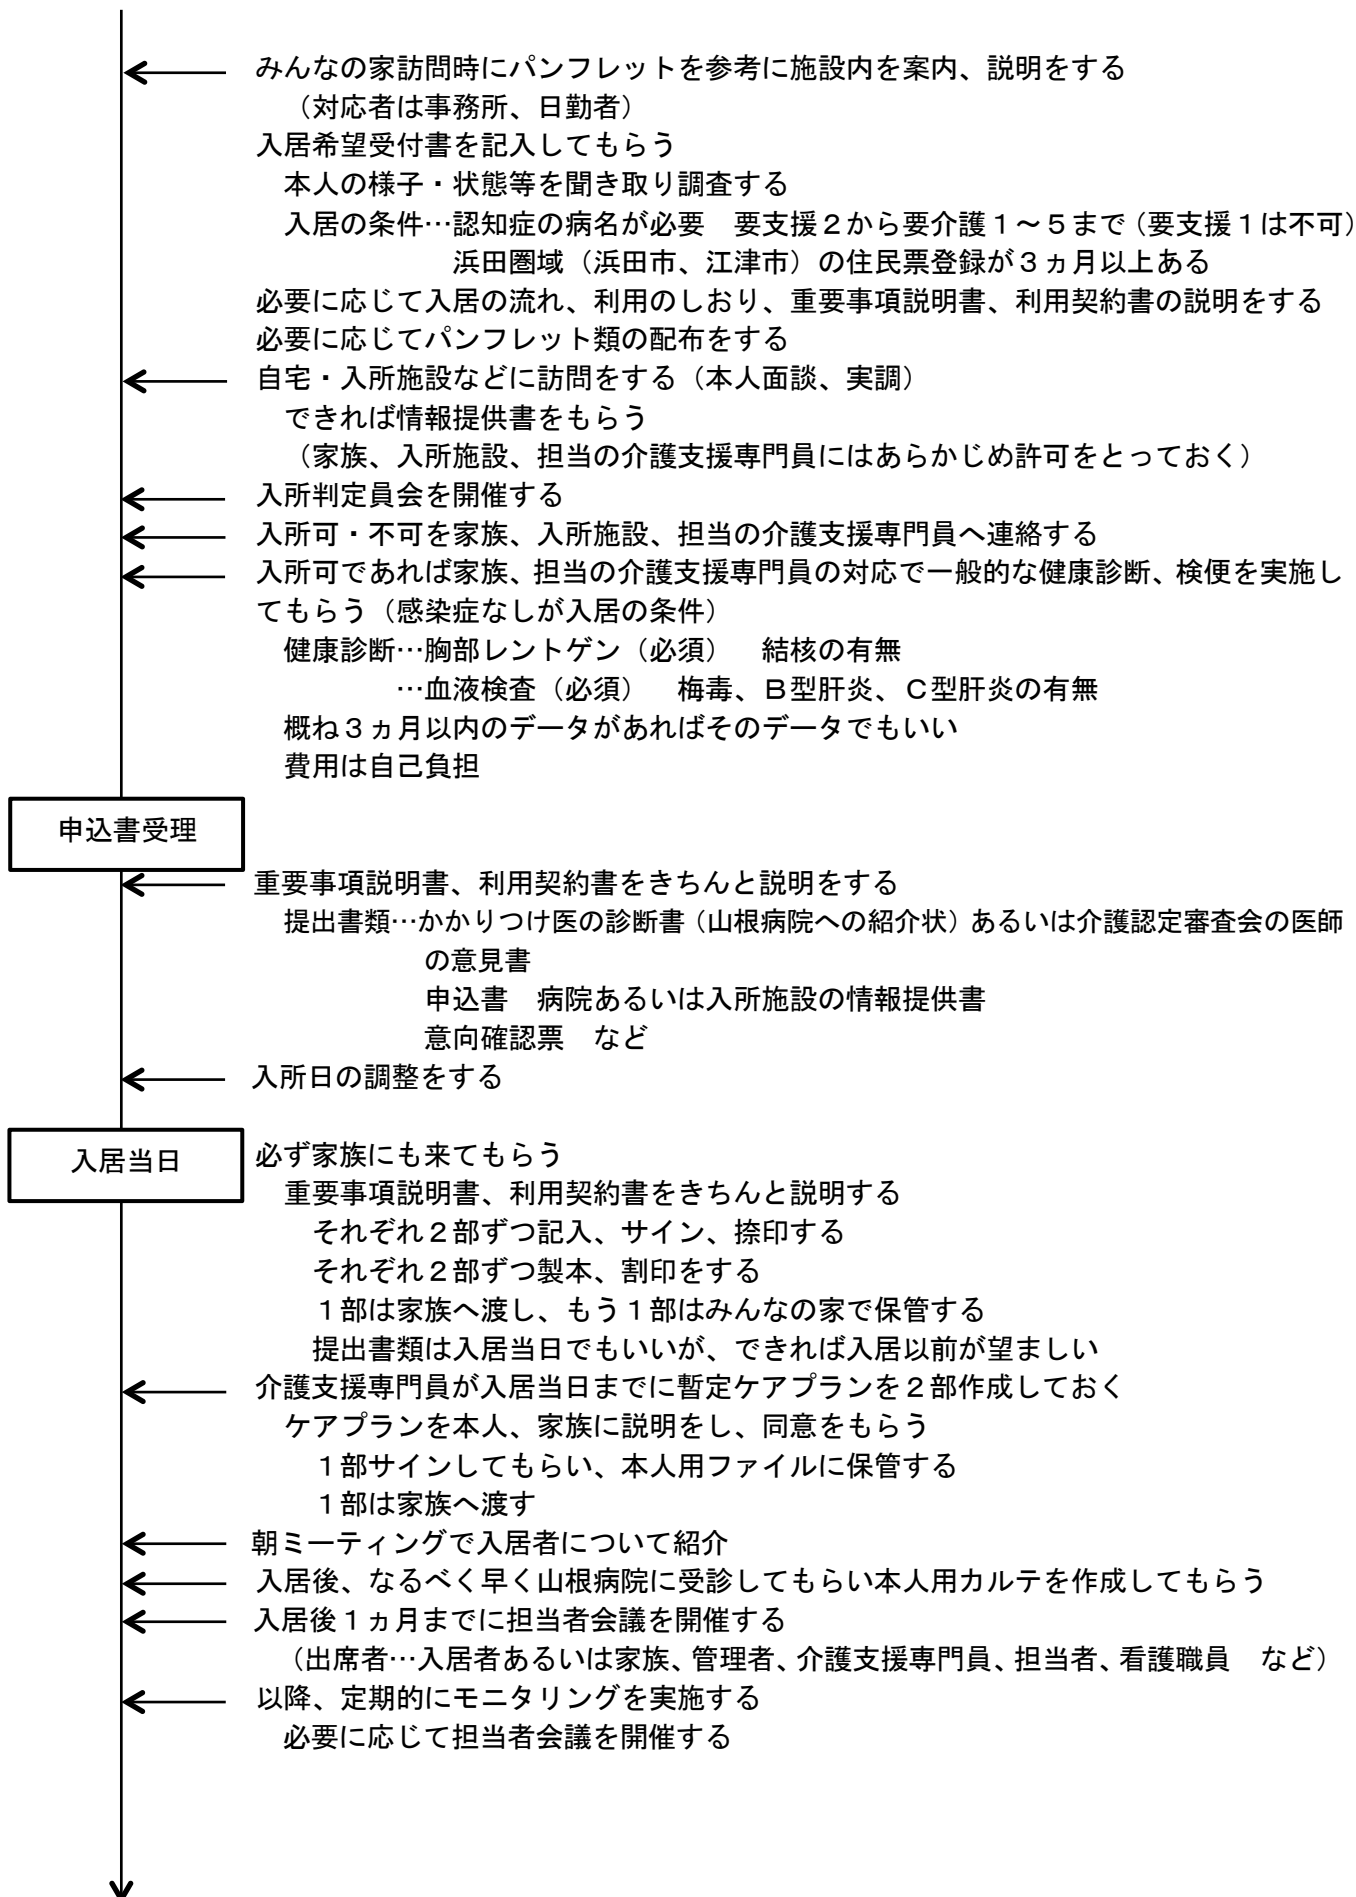 みんなの家訪問時にパンフレットを参考に施設内を案内、説明をする
（対応者は事務所、日勤者）
入居希望受付書を記入してもらう
本人の様子・状態等を聞き取り調査する
入居の条件…認知症の病名が必要　要支援２から要介護１～５まで（要支援１は不可）
浜田圏域（浜田市、江津市）の住民票登録が３ヵ月以上ある
必要に応じて入居の流れ、利用のしおり、重要事項説明書、利用契約書の説明をする
必要に応じてパンフレット類の配布をする
自宅・入所施設などに訪問をする（本人面談、実調）
できれば情報提供書をもらう
（家族、入所施設、担当の介護支援専門員にはあらかじめ許可をとっておく）
入所判定員会を開催する
入所可・不可を家族、入所施設、担当の介護支援専門員へ連絡する
入所可であれば家族、担当の介護支援専門員の対応で一般的な健康診断、検便を実施し
てもらう（感染症なしが入居の条件）
健康診断…胸部レントゲン（必須）　結核の有無
…血液検査（必須）　梅毒、Ｂ型肝炎、Ｃ型肝炎の有無
概ね３ヵ月以内のデータがあればそのデータでもいい
費用は自己負担
申込書受理
重要事項説明書、利用契約書をきちんと説明をする
提出書類…かかりつけ医の診断書（山根病院への紹介状）あるいは介護認定審査会の医師
の意見書
申込書　病院あるいは入所施設の情報提供書
意向確認票　など
入所日の調整をする
入居当日
必ず家族にも来てもらう
重要事項説明書、利用契約書をきちんと説明する
それぞれ２部ずつ記入、サイン、捺印する
それぞれ２部ずつ製本、割印をする
１部は家族へ渡し、もう１部はみんなの家で保管する
提出書類は入居当日でもいいが、できれば入居以前が望ましい
介護支援専門員が入居当日までに暫定ケアプランを２部作成しておく
ケアプランを本人、家族に説明をし、同意をもらう
１部サインしてもらい、本人用ファイルに保管する
１部は家族へ渡す
朝ミーティングで入居者について紹介
入居後、なるべく早く山根病院に受診してもらい本人用カルテを作成してもらう
入居後１ヵ月までに担当者会議を開催する
（出席者…入居者あるいは家族、管理者、介護支援専門員、担当者、看護職員　など）
以降、定期的にモニタリングを実施する
必要に応じて担当者会議を開催する